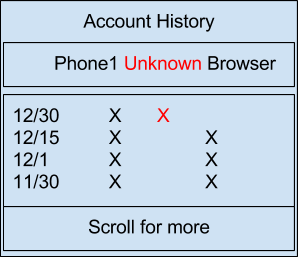 Account History
Phone1 Unknown Browser
12/30 X X
12/15 X X
12/1 X X
11/30 X X
Scroll for more